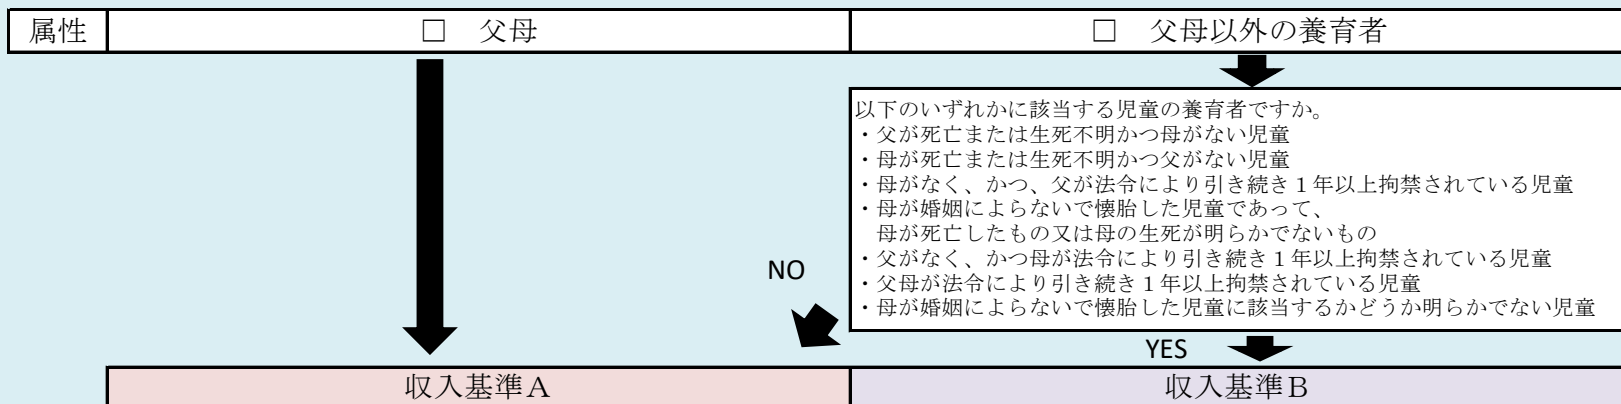 属性
□ 父母
□ 父母以外の養育者
以下のいずれかに該当する児童の養育者ですか。
・父が死亡または生死不明かつ母がない児童
・母が死亡または生死不明かつ父がない児童
・母がなく、かつ、父が法令により引き続き１年以上拘禁されている児童
・母が婚姻によらないで懐胎した児童であって、
母が死亡したもの又は母の生死が明らかでないもの
・父がなく、かつ母が法令により引き続き１年以上拘禁されている児童
・父母が法令により引き続き１年以上拘禁されている児童
・母が婚姻によらないで懐胎した児童に該当するかどうか明らかでない児童
NO
YES
収入基準Ａ
収入基準Ｂ